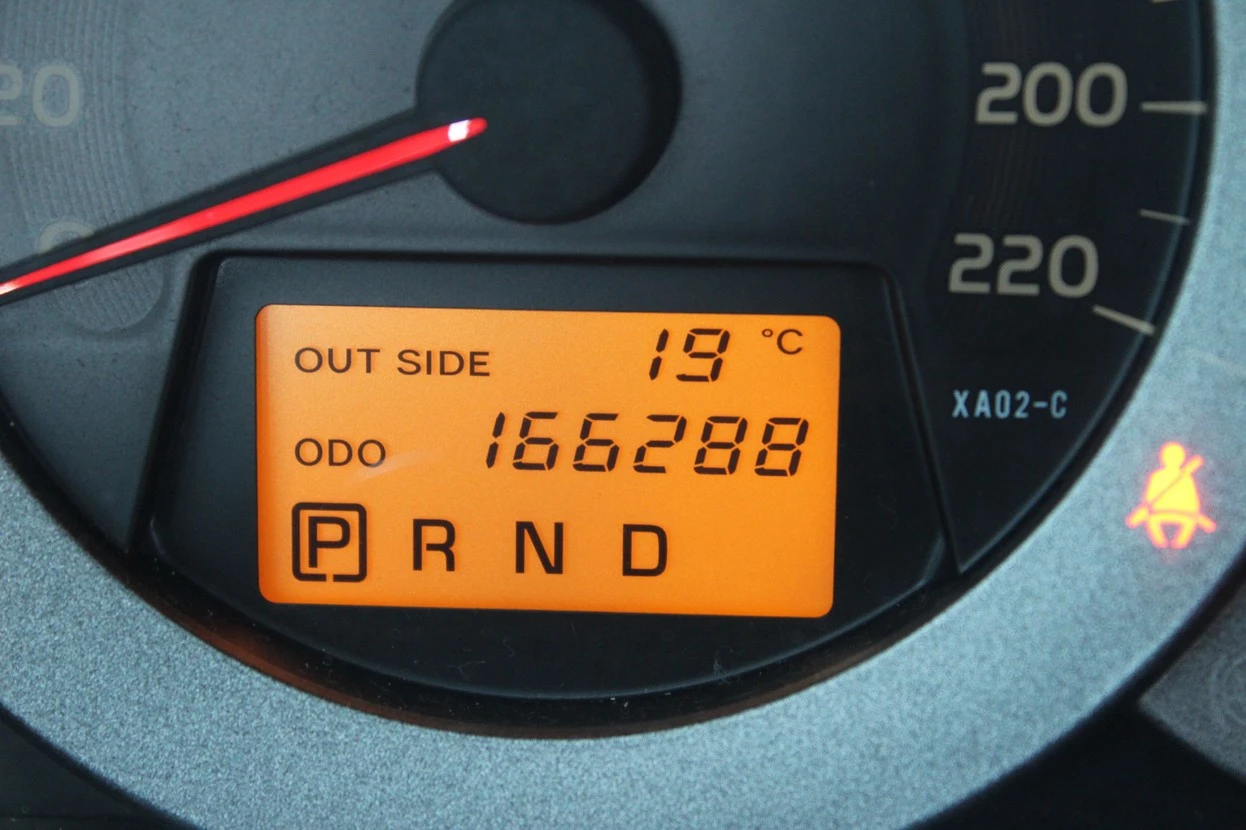 20
200
220
OUT SIDE 19 °C
ODO 166288
P R N D
XA02-C